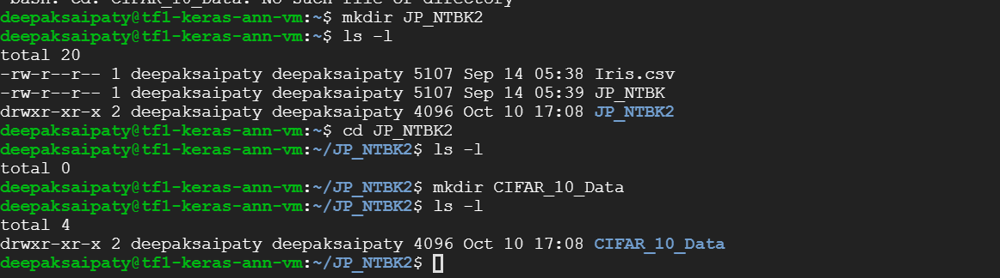 bash: cd: CIFAR_10_Data: No such file or directory
deepaksaipaty@tf1-keras-ann-vm:~$ mkdir JP_NTBK2
deepaksaipaty@tf1-keras-ann-vm:~$ ls -l
total 20
-rw-r--r-- 1 deepaksaipaty deepaksaipaty 5107 Sep 14 05:38 Iris.csv
-rw-r--r-- 1 deepaksaipaty deepaksaipaty 5107 Sep 14 05:39 JP_NTBK
drwxr-xr-x 2 deepaksaipaty deepaksaipaty 4096 Oct 10 17:08 JP_NTBK2
deepaksaipaty@tf1-keras-ann-vm:~$ cd JP_NTBK2
deepaksaipaty@tf1-keras-ann-vm:~/JP_NTBK2$ ls -l
total 0
deepaksaipaty@tf1-keras-ann-vm:~/JP_NTBK2$ mkdir CIFAR_10_Data
deepaksaipaty@tf1-keras-ann-vm:~/JP_NTBK2$ ls -l
total 4
drwxr-xr-x 2 deepaksaipaty deepaksaipaty 4096 Oct 10 17:08 CIFAR_10_Data
deepaksaipaty@tf1-keras-ann-vm:~/JP_NTBK2$